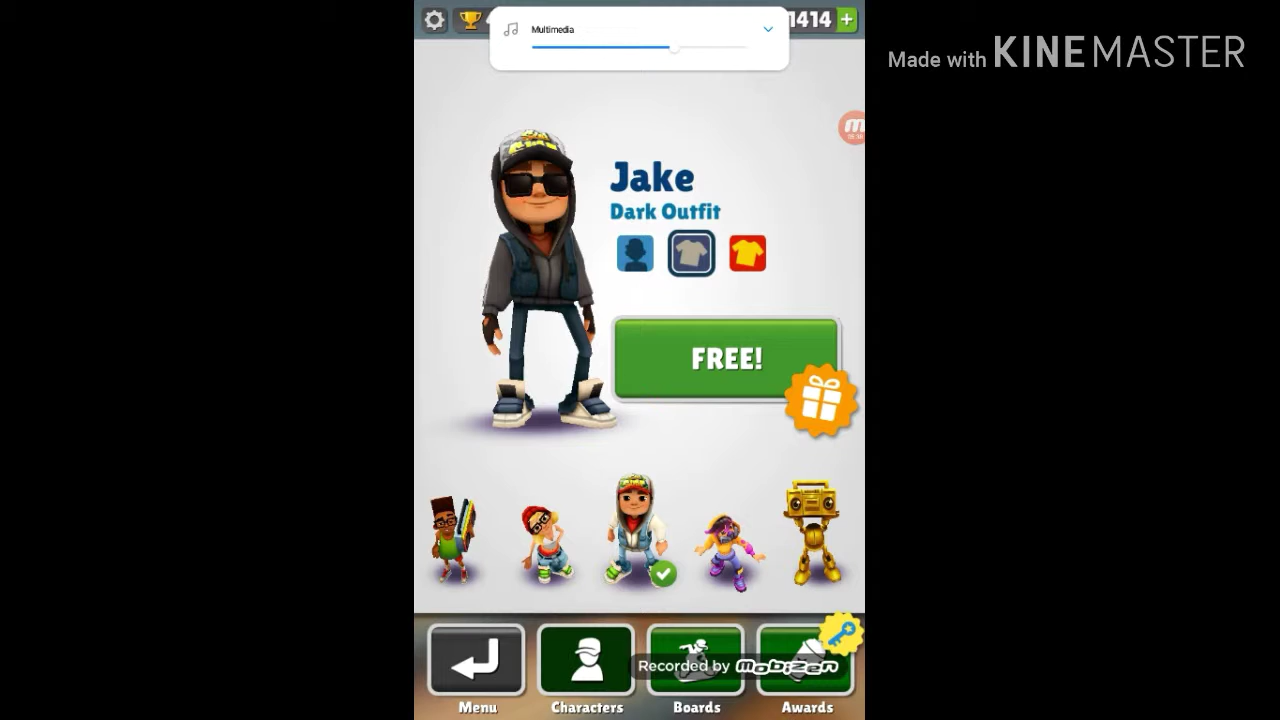 Multimedia
1414
Made with KINEMASTER
Jake
Dark Outfit
FREE!
Recorded by mobizen
Menu
Characters
Boards
Awards